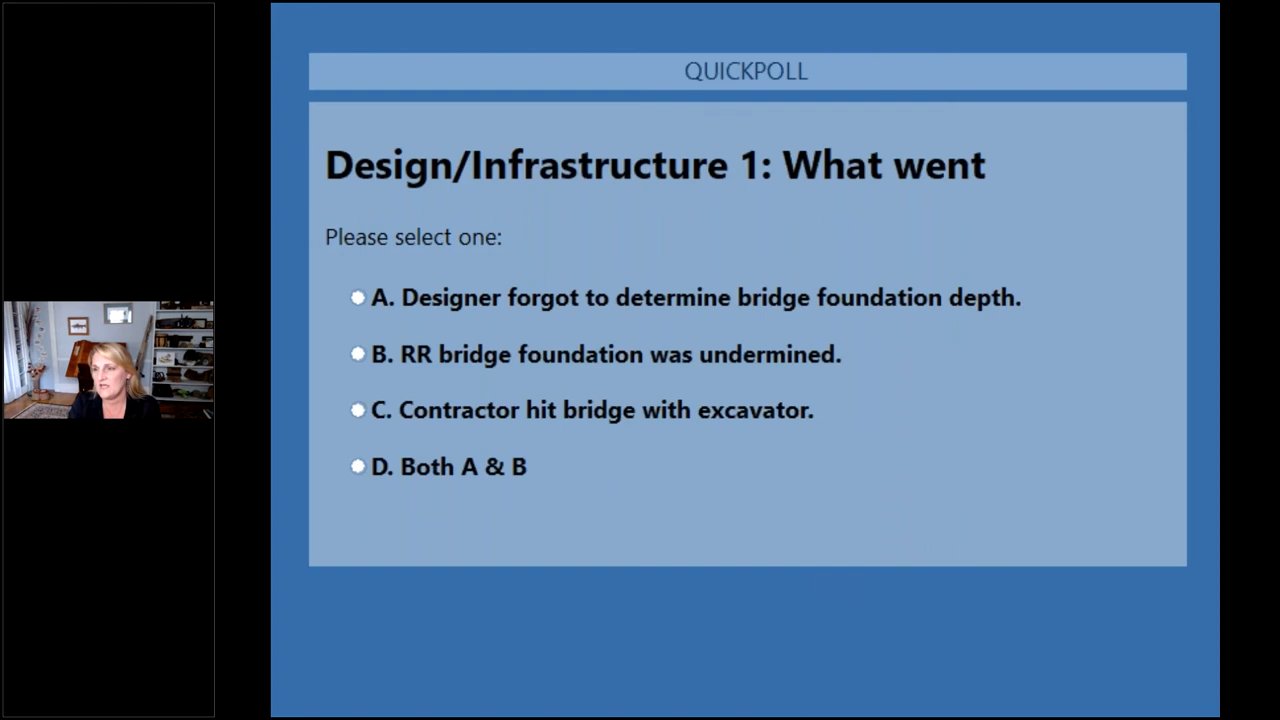 QUICKPOLL
Design/Infrastructure 1: What went
Please select one:
A. Designer forgot to determine bridge foundation depth.
B. RR bridge foundation was undermined.
C. Contractor hit bridge with excavator.
D. Both A & B